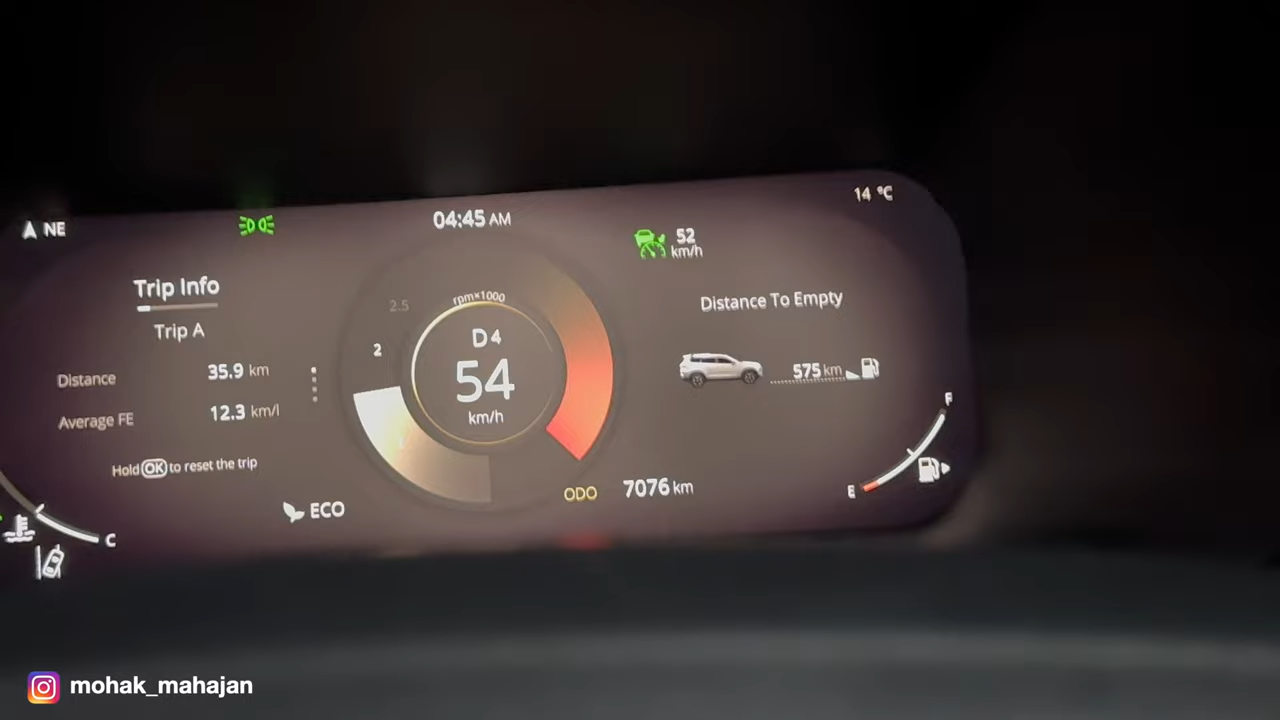 NE
04:45 AM
14 °C
52
km/h
Trip Info
Trip A
Distance 35.9 km
Average FE 12.3 km/l
Hold OK to reset the trip
ECO
C
2.5
2
rpm×1000
D 4
54
km/h
ODO 7076 km
Distance To Empty
575 km
F
E
mohak_mahajan